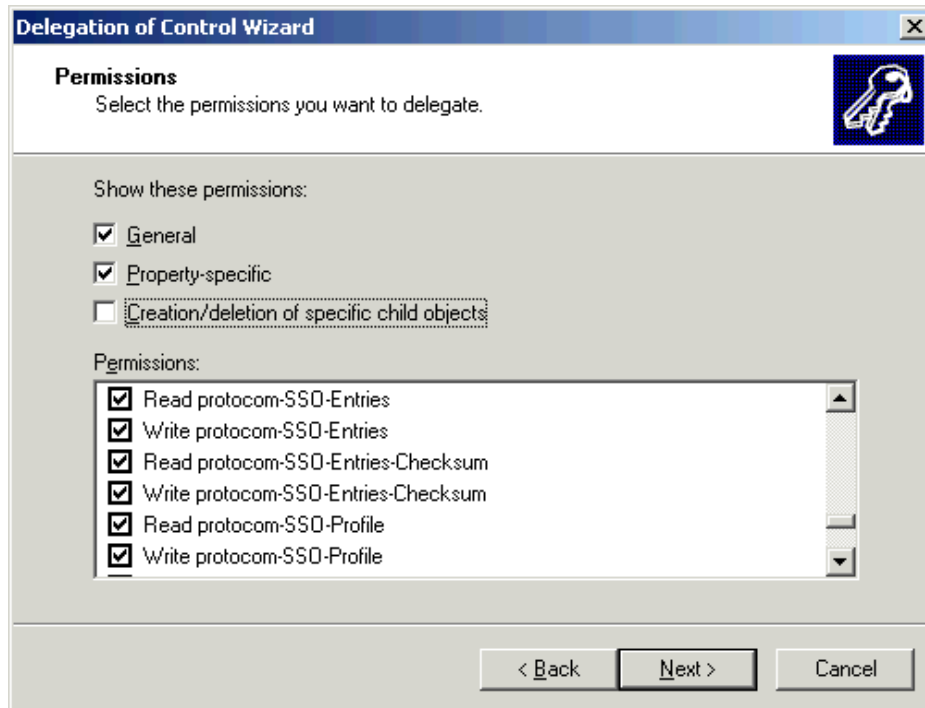 Delegation of Control Wizard
Permissions
Select the permissions you want to delegate.
Show these permissions:
General
Property-specific
Creation/deletion of specific child objects
Permissions:
Read protocom-SSO-Entries
Write protocom-SSO-Entries
Read protocom-SSO-Entries-Checksum
Write protocom-SSO-Entries-Checksum
Read protocom-SSO-Profile
Write protocom-SSO-Profile
< Back Next > Cancel